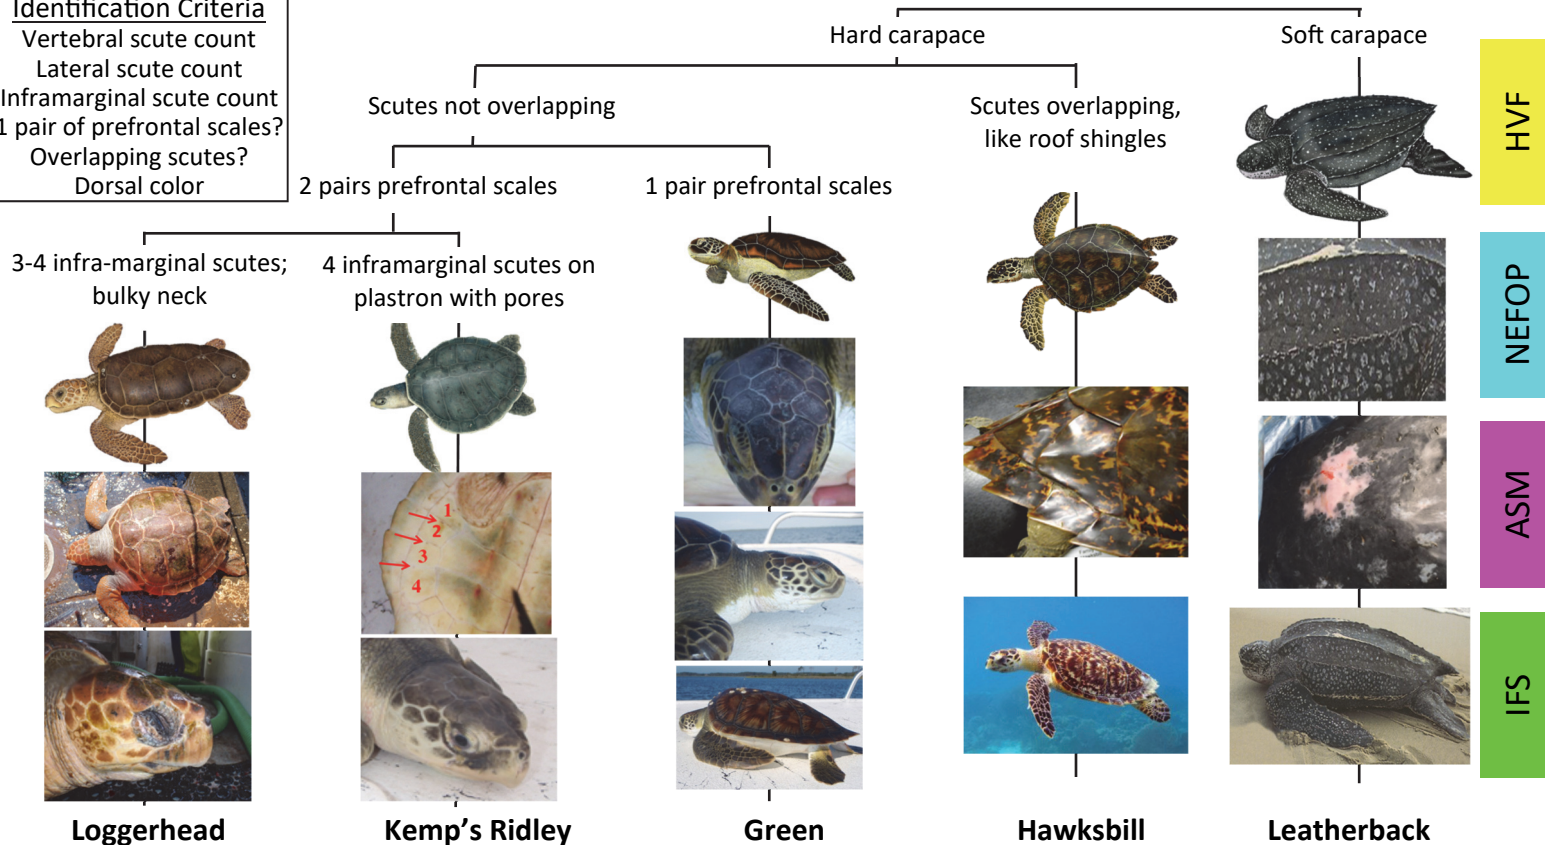 Identification Criteria
Vertebral scute count
Lateral scute count
Inframarginal scute count
1 pair of prefrontal scales?
Overlapping scutes?
Dorsal color
Hard carapace
Soft carapace
Scutes not overlapping
Scutes overlapping,
like roof shingles
2 pairs prefrontal scales
1 pair prefrontal scales
3-4 infra-marginal scutes;
bulky neck
4 inframarginal scutes on
plastron with pores
1
2
3
4
Loggerhead
Kemp's Ridley
Green
Hawksbill
Leatherback
HVF
NEFOP
ASM
IFS